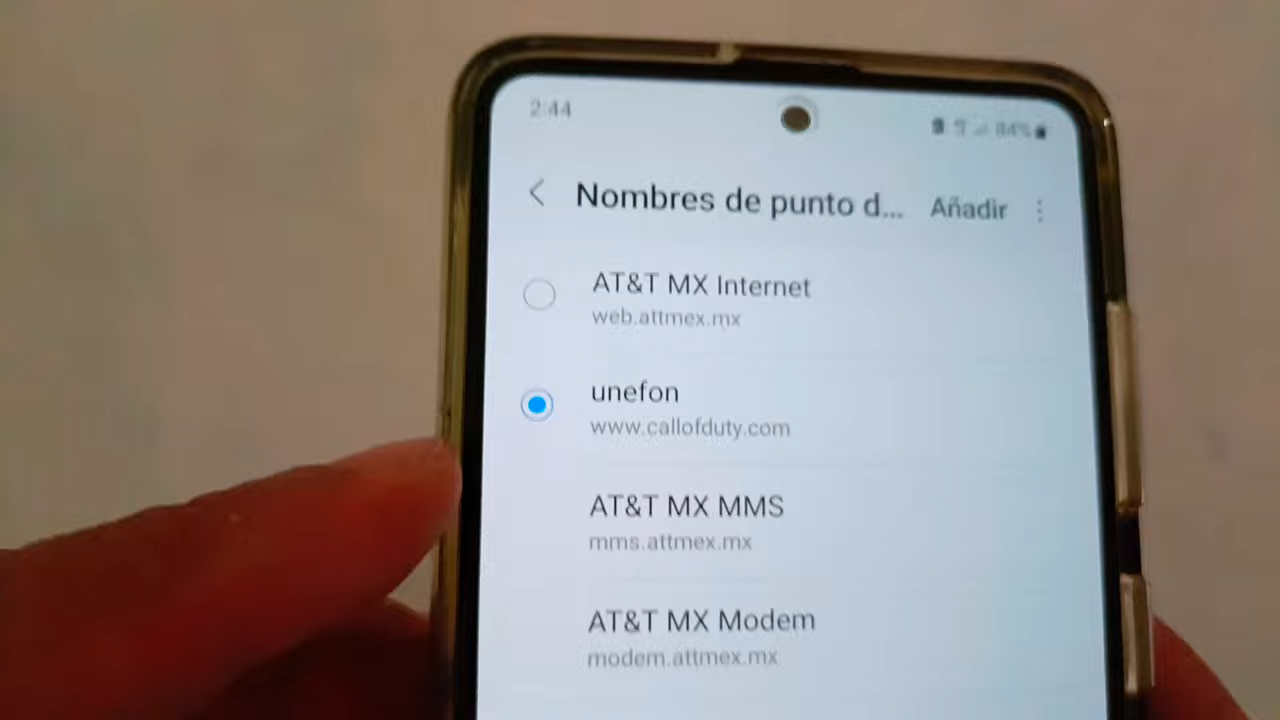 2:44
84%
Nombres de punto d... Añadir
AT&T MX Internet
web.attmex.mx
unefon
www.callofduty.com
AT&T MX MMS
mms.attmex.mx
AT&T MX Modem
modem.attmex.mx